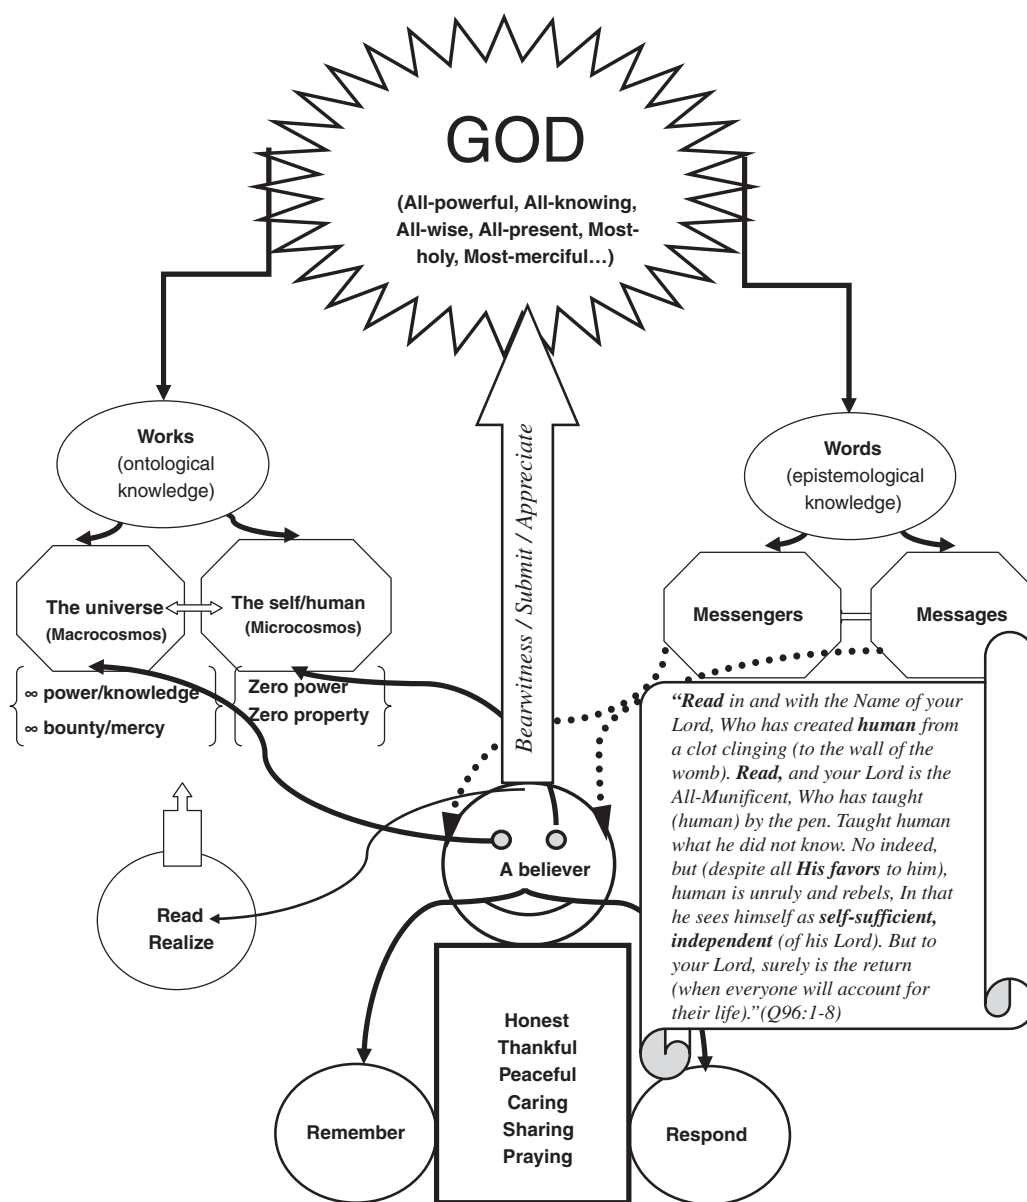 GOD
(All-powerful, All-knowing,
All-wise, All-present, Most-
holy, Most-merciful…)
Works
(ontological
knowledge)
Words
(epistemological
knowledge)
Bearwitness / Submit / Appreciate
The universe
(Macrocosmos)
The self/human
(Microcosmos)
Messengers
Messages
∞ power/knowledge
∞ bounty/mercy
Zero power
Zero property
“Read in and with the Name of your
Lord, Who has created human from
a clot clinging (to the wall of the
womb). Read, and your Lord is the
All-Munificent, Who has taught
(human) by the pen. Taught human
what he did not know. No indeed,
but (despite all His favors to him),
human is unruly and rebels, In that
he sees himself as self-sufficient,
independent (of his Lord). But to
your Lord, surely is the return
(when everyone will account for
their life).”(Q96:1-8)
A believer
Read
Realize
Honest
Thankful
Peaceful
Caring
Sharing
Praying
Remember
Respond